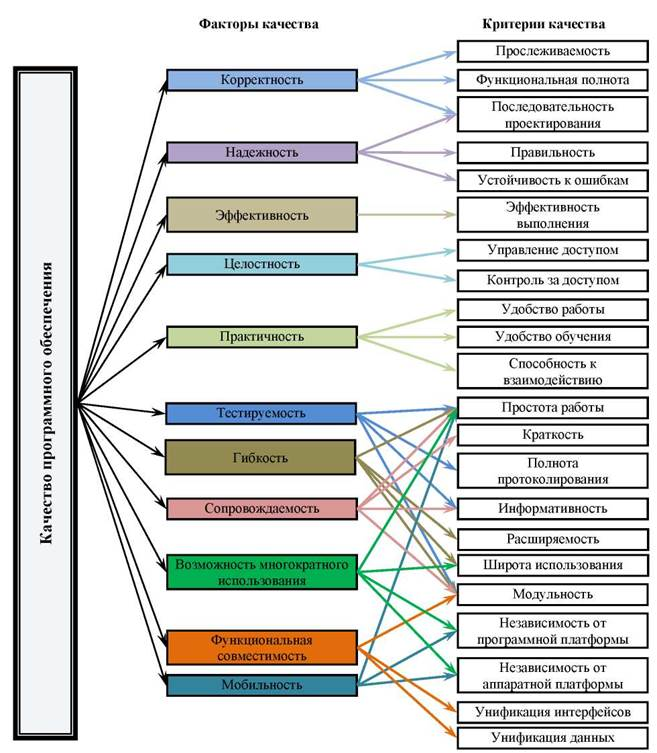 Факторы качества
Критерии качества
Качество программного обеспечения
Корректность
Надежность
Эффективность
Целостность
Практичность
Тестируемость
Гибкость
Сопровождаемость
Возможность многократного
использования
Функциональная
совместимость
Мобильность
Прослеживаемость
Функциональная полнота
Последовательность
проектирования
Правильность
Устойчивость к ошибкам
Эффективность
выполнения
Управление доступом
Контроль за доступом
Удобство работы
Удобство обучения
Способность к
взаимодействию
Простота работы
Краткость
Полнота
протоколирования
Информативность
Расширяемость
Широта использования
Модульность
Независимость от
программной платформы
Независимость от
аппаратной платформы
Унификация интерфейсов
Унификация данных